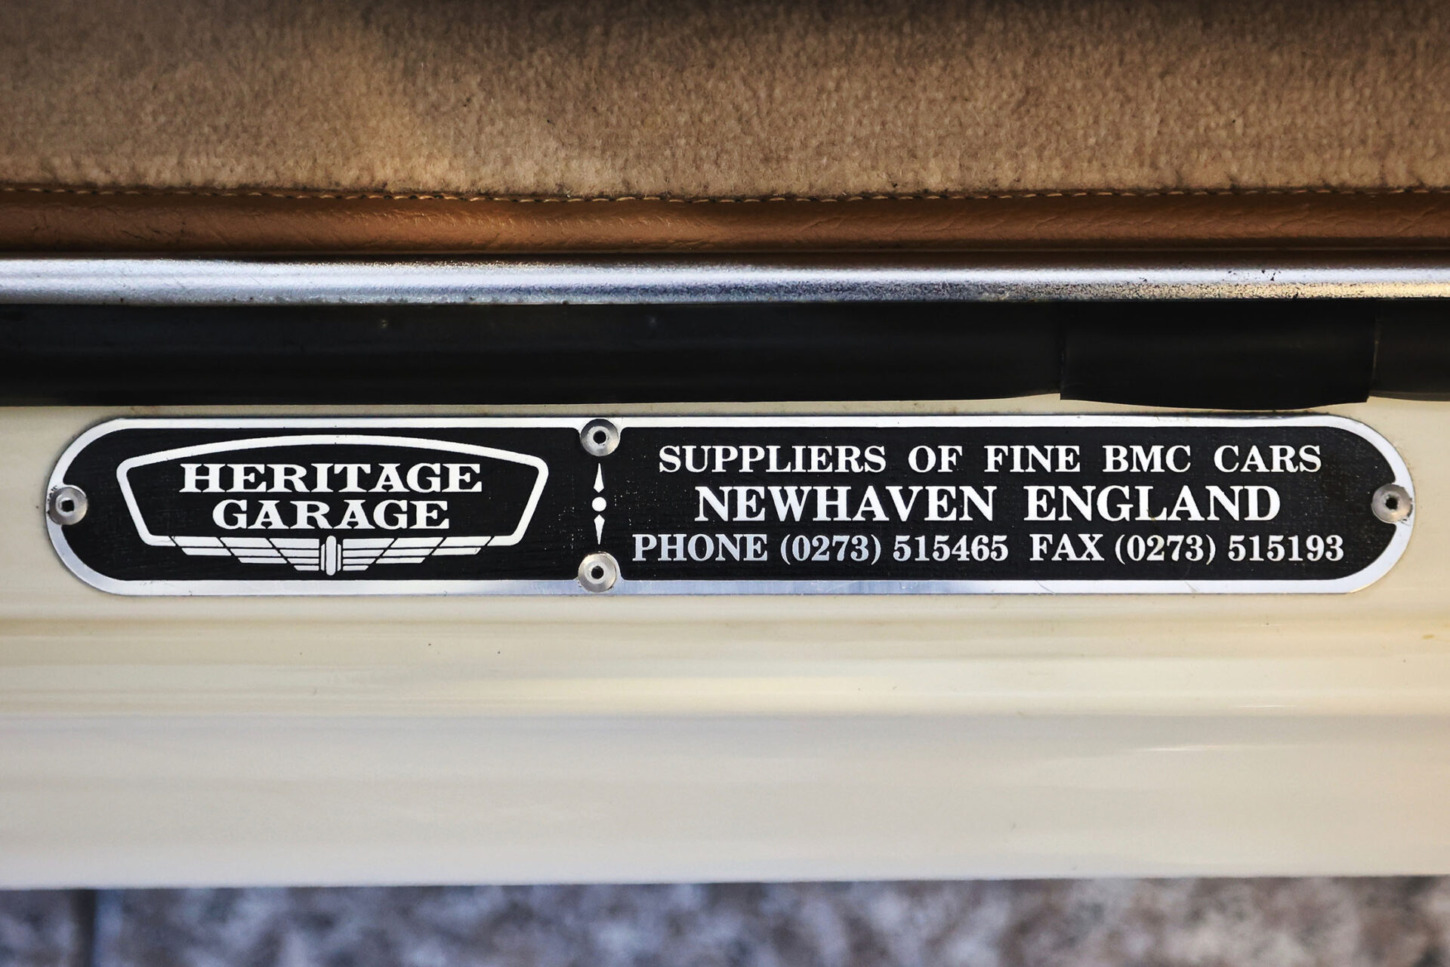 HERITAGE
GARAGE
SUPPLIERS OF FINE BMC CARS
NEWHAVEN ENGLAND
PHONE (0273) 515465 FAX (0273) 515193